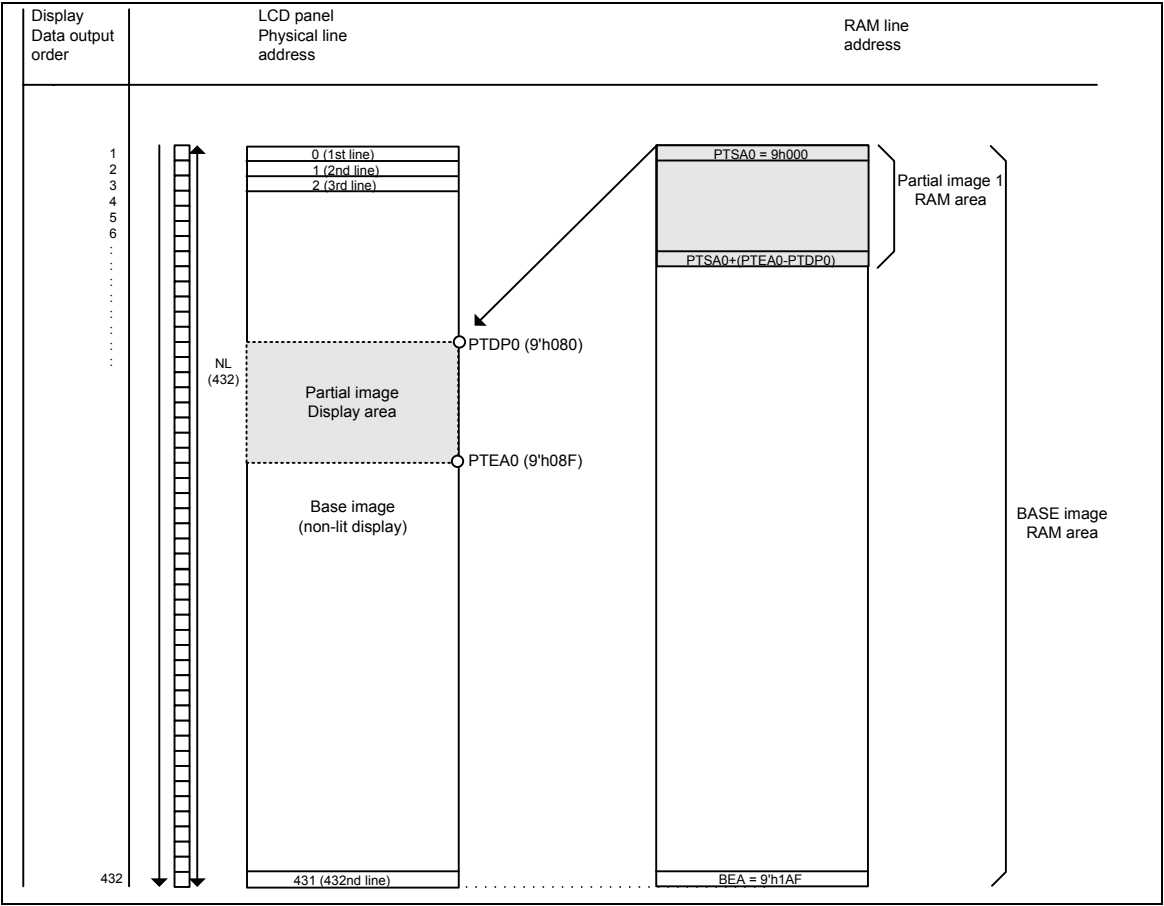 Display
Data output
order
LCD panel
Physical line
address
RAM line
address
1
2
3
4
5
6
:
:
:
:
:
:
:
:
432
NL
(432)
0 (1st line)
1 (2nd line)
2 (3rd line)
PTDP0 (9'h080)
Partial image
Display area
PTEA0 (9'h08F)
Base image
(non-lit display)
431 (432nd line)
PTSA0 = 9h000
PTSA0+(PTEA0-PTDP0)
Partial image 1
RAM area
BASE image
RAM area
BEA = 9'h1AF